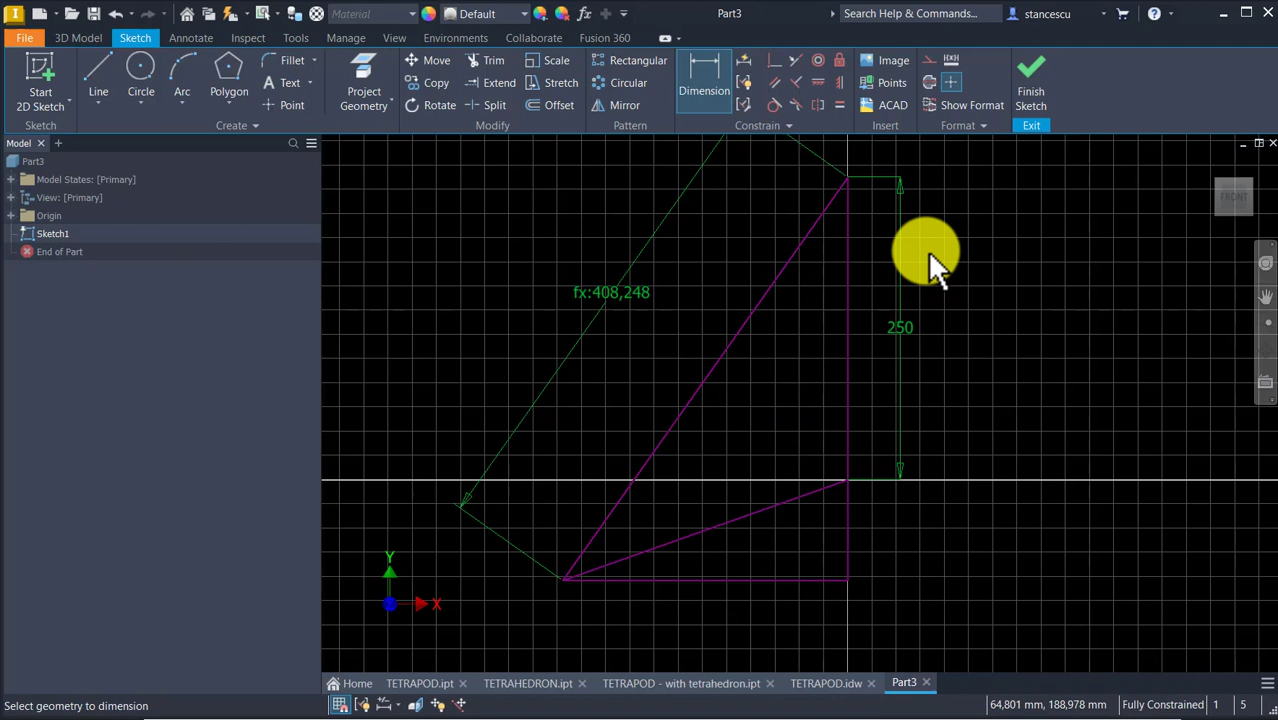 Material
Default
Part3
Search Help & Commands...
stancescu
File
3D Model
Sketch
Annotate
Inspect
Tools
Manage
View
Environments
Collaborate
Fusion 360
Start
2D Sketch
Line
Circle
Arc
Polygon
Fillet
Text
Point
Project
Geometry
Move
Trim
Scale
Copy
Extend
Stretch
Rotate
Split
Offset
Rectangular
Circular
Mirror
Dimension
Image
Points
ACAD
Show Format
Finish
Sketch
Sketch
Create
Modify
Pattern
Constrain
Insert
Format
Exit
Model
Part3
Model States: [Primary]
View: [Primary]
Origin
Sketch1
End of Part
FRONT
fx:408,248
250
Y
X
Home
TETRAPOD.ipt
TETRAHEDRON.ipt
TETRAPOD - with tetrahedron.ipt
TETRAPOD.idw
Part3
Select geometry to dimension
64,801 mm, 188,978 mm
Fully Constrained
1
5